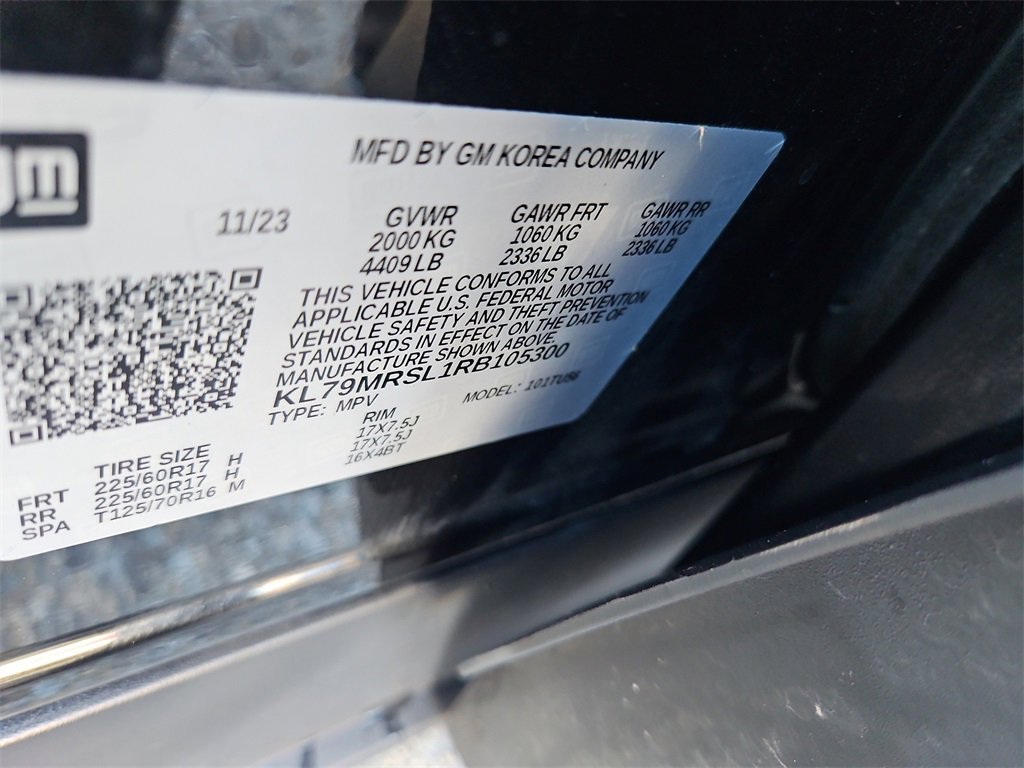 gm
MFD BY GM KOREA COMPANY
11/23 GVWR GAWR FRT GAWR RR
2000 KG 1060 KG 1060 KG
4409 LB 2336 LB 2336 LB
THIS VEHICLE CONFORMS TO ALL
APPLICABLE U.S. FEDERAL MOTOR
VEHICLE SAFETY AND THEFT PREVENTION
STANDARDS IN EFFECT ON THE DATE OF
MANUFACTURE SHOWN ABOVE.
KL79MRSL1RB105300
TYPE: MPV MODEL: 101TU56
TIRE SIZE RIM
FRT 225/60R17 H 17X7.5J
RR 225/60R17 H 17X7.5J
SPA T125/70R16 M 16X4BT